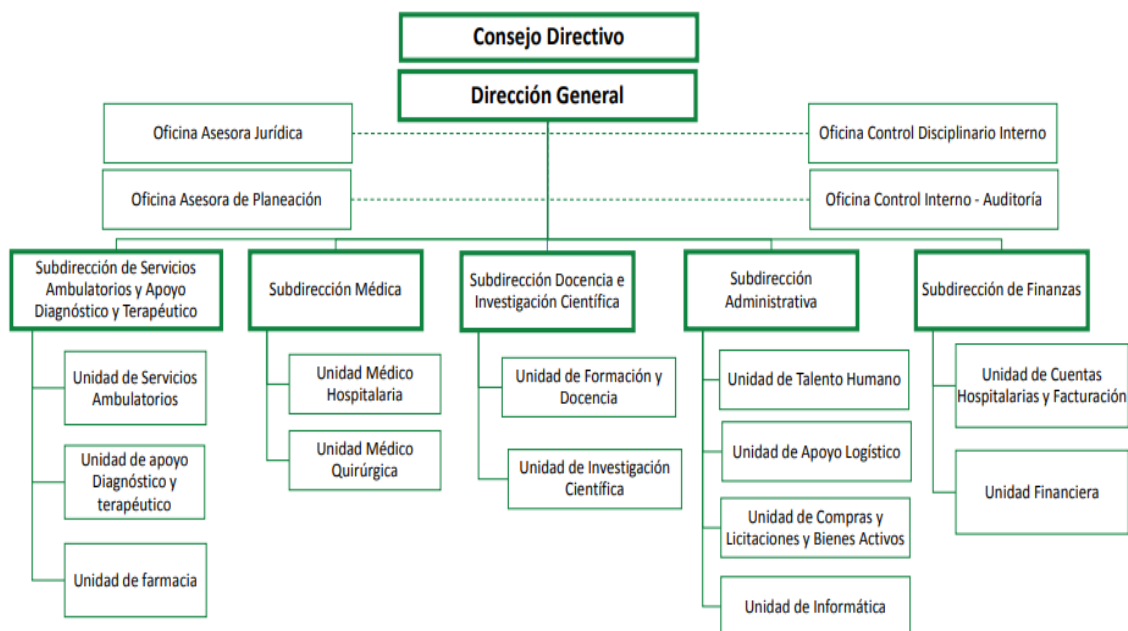 Consejo Directivo
Dirección General
Oficina Asesora Jurídica
Oficina Control Disciplinario Interno
Oficina Asesora de Planeación
Oficina Control Interno - Auditoría
Subdirección de Servicios
Ambulatorios y Apoyo
Diagnóstico y Terapéutico
Subdirección Médica
Subdirección Docencia e
Investigación Científica
Subdirección
Administrativa
Subdirección de Finanzas
Unidad de Servicios
Ambulatorios
Unidad de apoyo
Diagnóstico y
terapéutico
Unidad de farmacia
Unidad Médico
Hospitalaria
Unidad Médico
Quirúrgica
Unidad de Formación y
Docencia
Unidad de Investigación
Científica
Unidad de Talento Humano
Unidad de Apoyo Logístico
Unidad de Compras y
Licitaciones y Bienes Activos
Unidad de Informática
Unidad de Cuentas
Hospitalarias y Facturación
Unidad Financiera